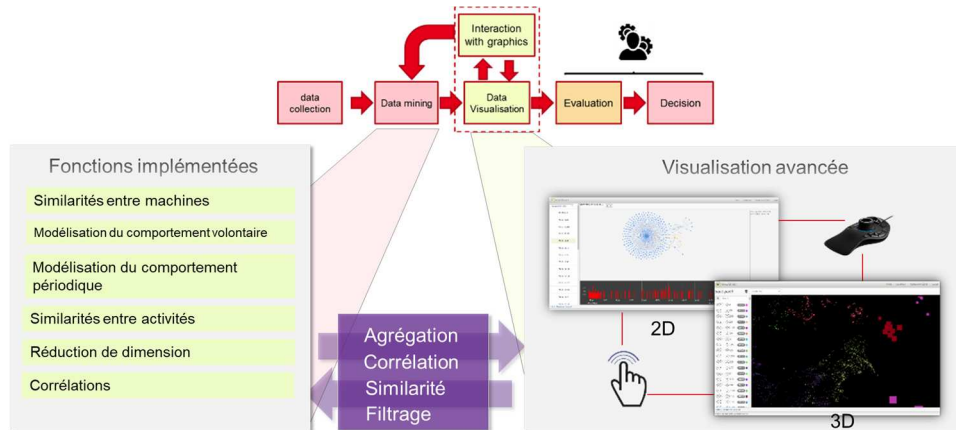 Interaction
with graphics
data
collection
Data mining
Data
Visualisation
Evaluation
Decision
Fonctions implémentées
Similarités entre machines
Modélisation du comportement volontaire
Modélisation du comportement
périodique
Similarités entre activités
Réduction de dimension
Corrélations
Agrégation
Corrélation
Similarité
Filtrage
Visualisation avancée
2D
3D